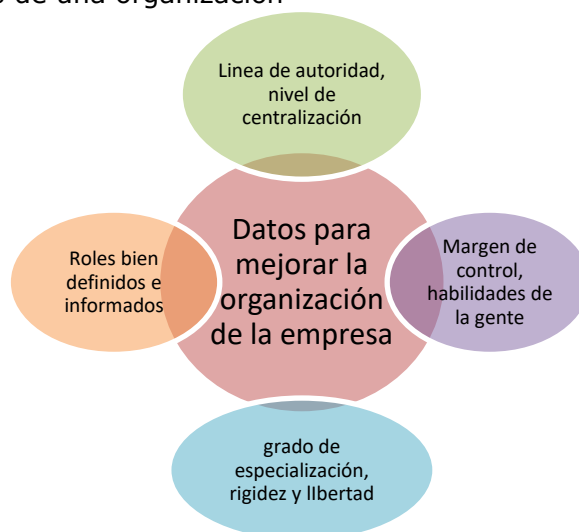 de una organización
Linea de autoridad,
nivel de
centralización
Roles bien
definidos e
informados
Datos para
mejorar la
organización
de la empresa
Margen de
control,
habilidades de
la gente
grado de
especialización,
rigidez y lIbertad